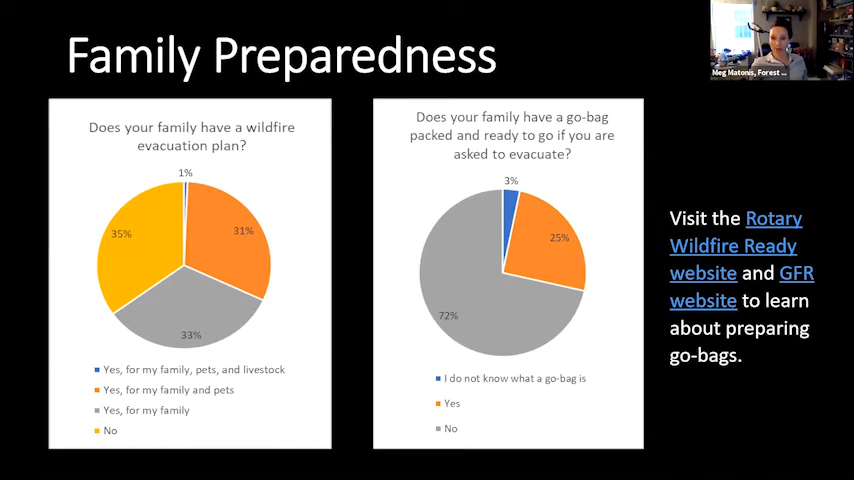 Family Preparedness
Meg Matonis, Forest ...
Does your family have a wildfire
evacuation plan?
1%
31%
33%
35%
Yes, for my family, pets, and livestock
Yes, for my family and pets
Yes, for my family
No
Does your family have a go-bag
packed and ready to go if you are
asked to evacuate?
3%
25%
72%
I do not know what a go-bag is
Yes
No
Visit the Rotary
Wildfire Ready
website and GFR
website to learn
about preparing
go-bags.